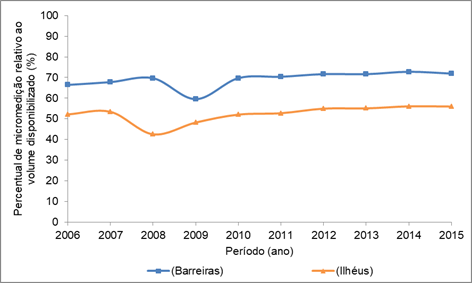 Percentual de micromedição relativo ao
volume disponibilizado (%)
100
90
80
70
60
50
40
30
20
10
0
2006 2007 2008 2009 2010 2011 2012 2013 2014 2015
Período (ano)
(Barreiras) (Ilhéus)